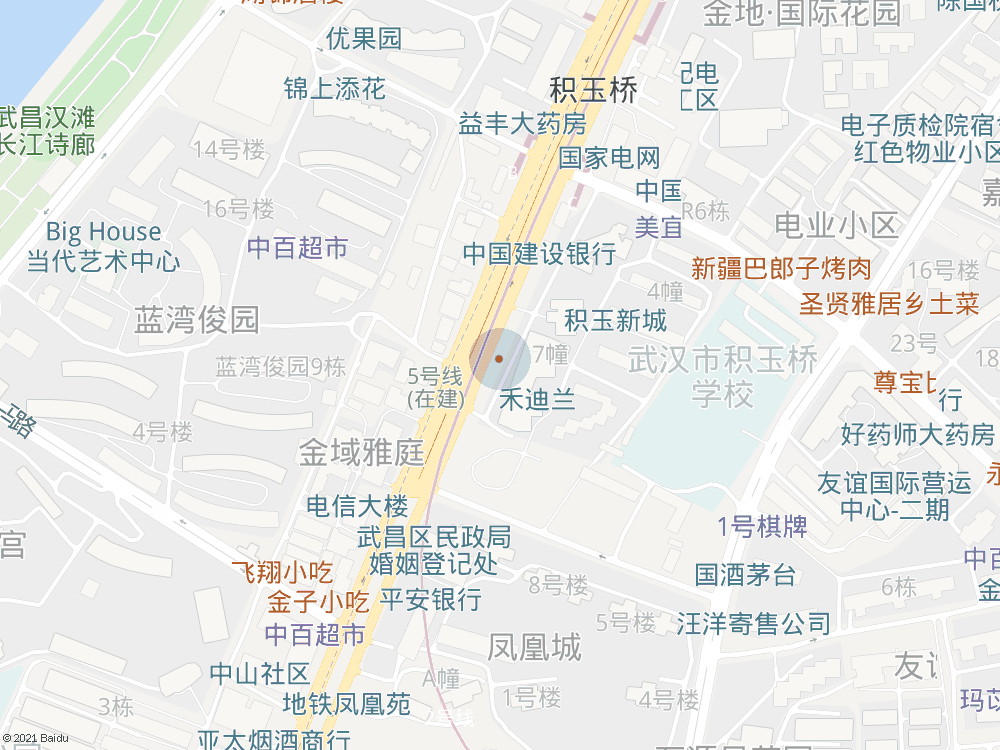 优果园
金地·国际花园
锦上添花
积玉桥
武昌汉滩
长江诗廊
益丰大药房
电子质检院宿舍
红色物业小区
14号楼
国家电网
中国
16号楼
R6栋
美宜
电业小区
Big House
当代艺术中心
中百超市
中国建设银行
新疆巴郎子烤肉
16号楼
4幢
圣贤雅居乡土菜
蓝湾俊园
积玉新城
23号
蓝湾俊园9栋
7幢
武汉市积玉桥
学校
5号线
(在建)
禾迪兰
尊宝比
行
4号楼
金域雅庭
好药师大药房
友谊国际营运
中心-二期
电信大楼
1号棋牌
武昌区民政局
婚姻登记处
飞翔小吃
金子小吃
平安银行
8号楼
国酒茅台
6栋
中百超市
5号楼
汪洋寄售公司
凤凰城
中山社区
A幢
1号楼
4号楼
3栋
地铁凤凰苑
亚太烟酒商行
© 2021 Baidu